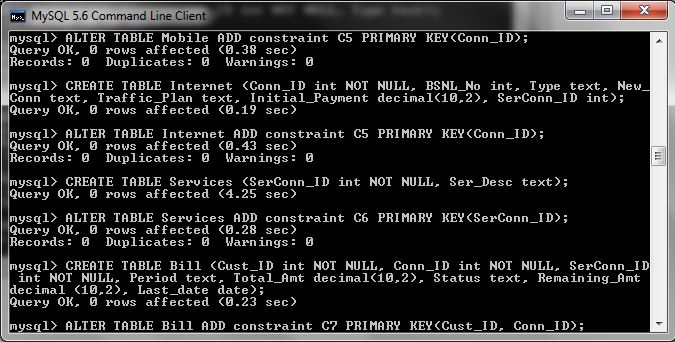 MySQL 5.6 Command Line Client
mysql> ALTER TABLE Mobile ADD constraint C5 PRIMARY KEY(Conn_ID);
Query OK, 0 rows affected (0.38 sec)
Records: 0  Duplicates: 0  Warnings: 0
mysql> CREATE TABLE Internet (Conn_ID int NOT NULL, BSNL_No int, Type text, New_
Conn text, Traffic_Plan text, Initial_Payment decimal(10,2), SerConn_ID int);
Query OK, 0 rows affected (0.19 sec)
mysql> ALTER TABLE Internet ADD constraint C5 PRIMARY KEY(Conn_ID);
Query OK, 0 rows affected (0.43 sec)
Records: 0  Duplicates: 0  Warnings: 0
mysql> CREATE TABLE Services (SerConn_ID int NOT NULL, Ser_Desc text);
Query OK, 0 rows affected (4.25 sec)
mysql> ALTER TABLE Services ADD constraint C6 PRIMARY KEY(SerConn_ID);
Query OK, 0 rows affected (0.28 sec)
Records: 0  Duplicates: 0  Warnings: 0
mysql> CREATE TABLE Bill (Cust_ID int NOT NULL, Conn_ID int NOT NULL, SerConn_ID
 int NOT NULL, Period text, Total_Amt decimal(10,2), Status text, Remaining_Amt
decimal (10,2), Last_date date);
Query OK, 0 rows affected (0.23 sec)
mysql> ALTER TABLE Bill ADD constraint C7 PRIMARY KEY(Cust_ID, Conn_ID);